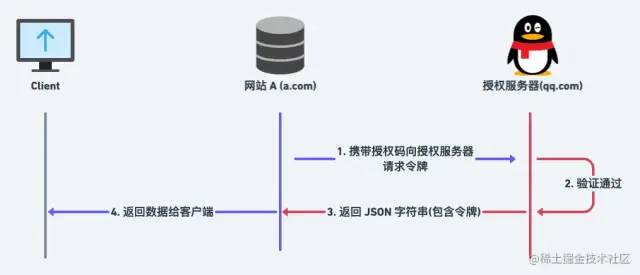 Client
网站 A (a.com)
授权服务器(qq.com)
1. 携带授权码向授权服务器
请求令牌
2. 验证通过
4. 返回数据给客户端
3. 返回 JSON 字符串(包含令牌)
@稀土掘金技术社区